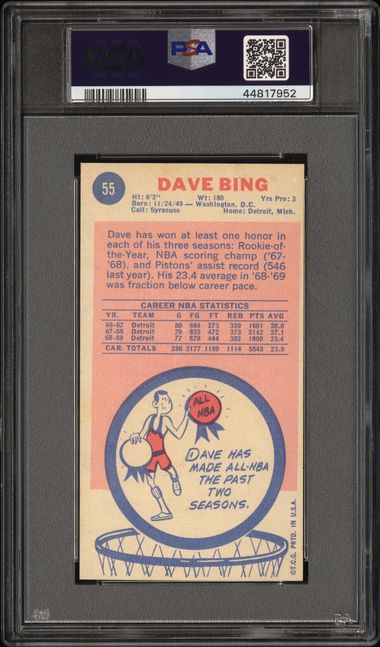 PSA
44817952
55
DAVE BING
Ht: 6'3" Wt: 180 Yrs Pro: 3
Born: 11/24/43 — Washington, D.C.
Coll: Syracuse Home: Detroit, Mich.
Dave has won at least one honor in
each of his three seasons: Rookie-of-
the-Year, NBA scoring champ ('67-
'68), and Pistons' assist record (546
last year). His 23.4 average in '68-'69
was fraction below career pace.
CAREER NBA STATISTICS
YR. TEAM G FG FT REB PTS AVG
66-67 Detroit 80 664 273 359 1601 20.0
67-68 Detroit 79 835 472 373 2142 27.1
68-69 Detroit 77 678 444 382 1800 23.4
CAR. TOTALS 236 2177 1189 1114 5543 23.5
ALL
NBA
DAVE HAS
MADE ALL-NBA
THE PAST
TWO
SEASONS.
©T.C.G. PRTD. IN U.S.A.